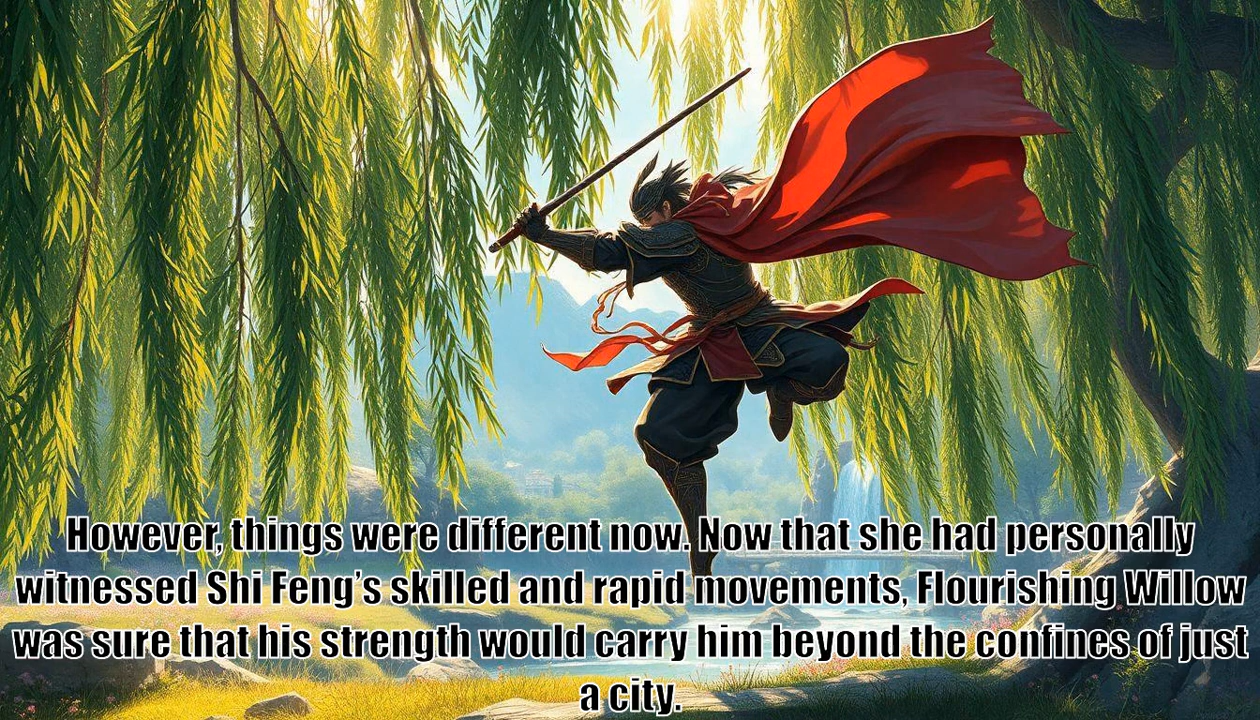 However, things were different now. Now that she had personally
witnessed Shi Feng’s skilled and rapid movements, Flourishing Willow
was sure that his strength would carry him beyond the confines of just
a city.